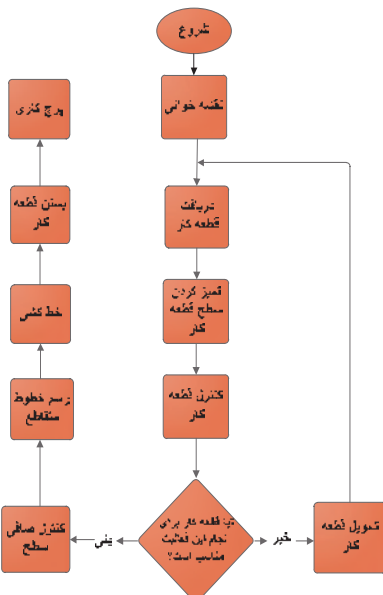 شروع
نقشه خوانی
دریافت
قطعه کار
تمیز کردن
سطح قطعه
کار
کنترل قطعه
کار
آیا قطعه کار برای
انجام این فعالیت
مناسب است؟
خیر
تحویل قطعه
کار
بلی
کنترل صافی
سطح
رسم خطوط
متقاطع
خط کشی
بستن قطعه
کار
پرچ کاری